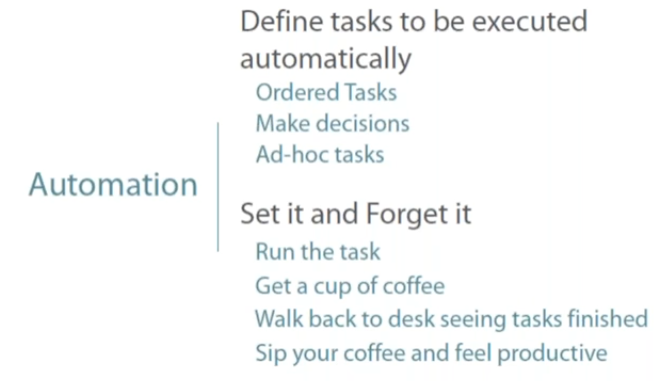 Automation
Define tasks to be executed
automatically
Ordered Tasks
Make decisions
Ad-hoc tasks
Set it and Forget it
Run the task
Get a cup of coffee
Walk back to desk seeing tasks finished
Sip your coffee and feel productive